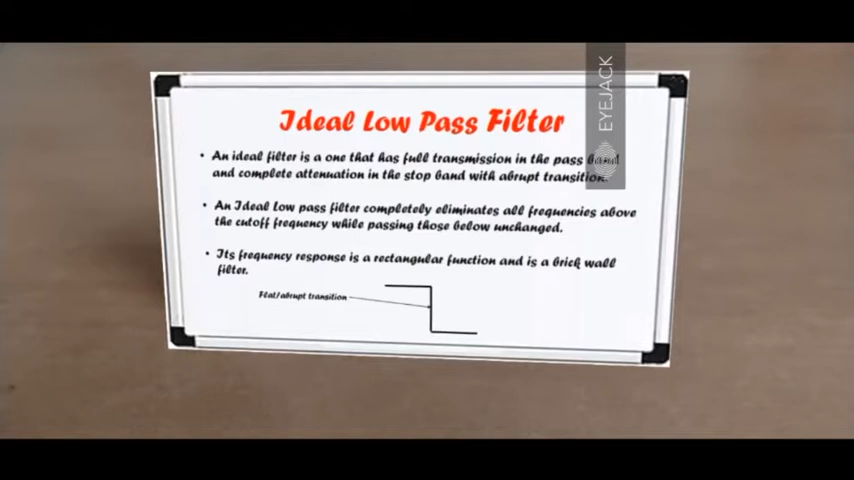 Ideal Low Pass Filter
• An ideal filter is a one that has full transmission in the pass band
and complete attenuation in the stop band with abrupt transition.
• An Ideal Low pass filter completely eliminates all frequencies above
the cutoff frequency while passing those below unchanged.
• Its frequency response is a rectangular function and is a brick wall
filter.
Flat/abrupt transition
EYEJACK